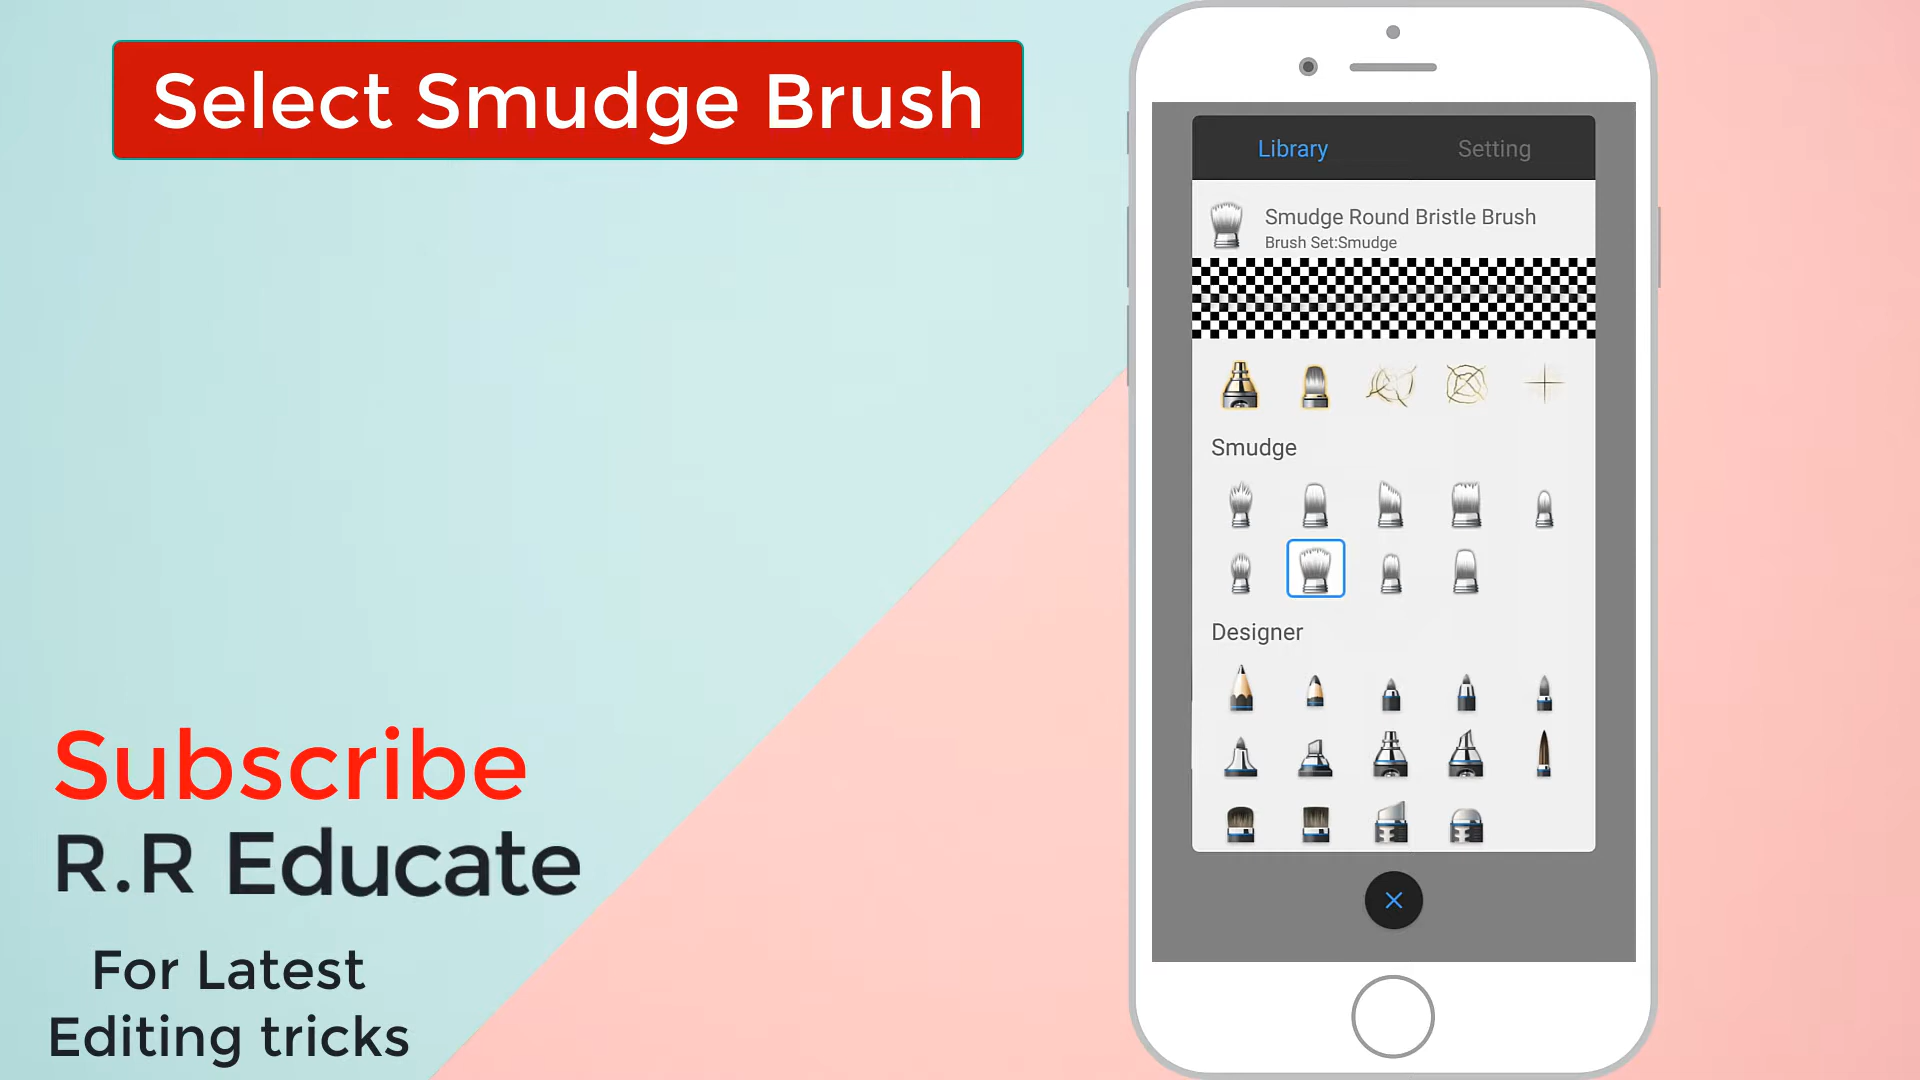 Select Smudge Brush
Library
Setting
Smudge Round Bristle Brush
Brush Set:Smudge
Smudge
Designer
Subscribe
R.R Educate
For Latest
Editing tricks